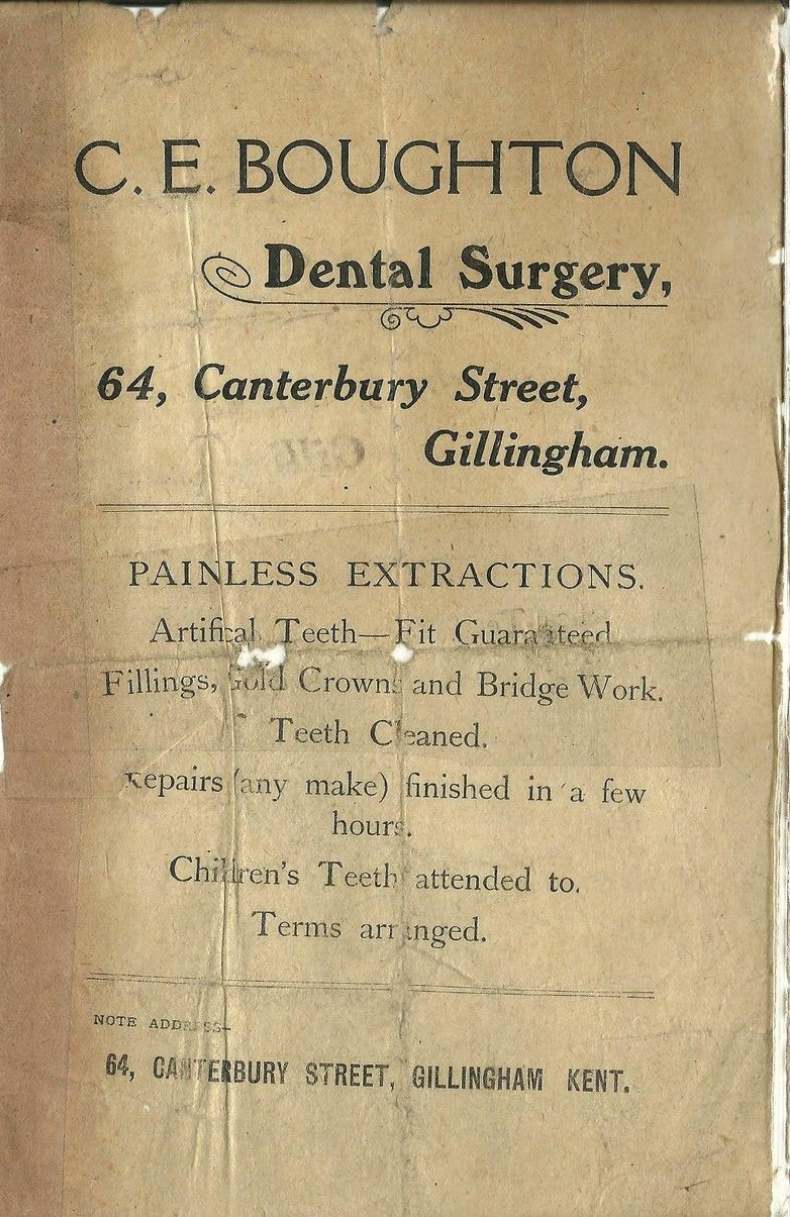 C. E. BOUGHTON
Dental Surgery,
64, Canterbury Street,
Gillingham.
PAINLESS EXTRACTIONS.
Artifical Teeth—Fit Guaranteed
Fillings, Gold Crowns and Bridge Work.
Teeth Cleaned.
Repairs (any make) finished in a few
hours.
Children's Teeth attended to.
Terms arranged.
NOTE ADDRESS—
64, CANTERBURY STREET, GILLINGHAM KENT.